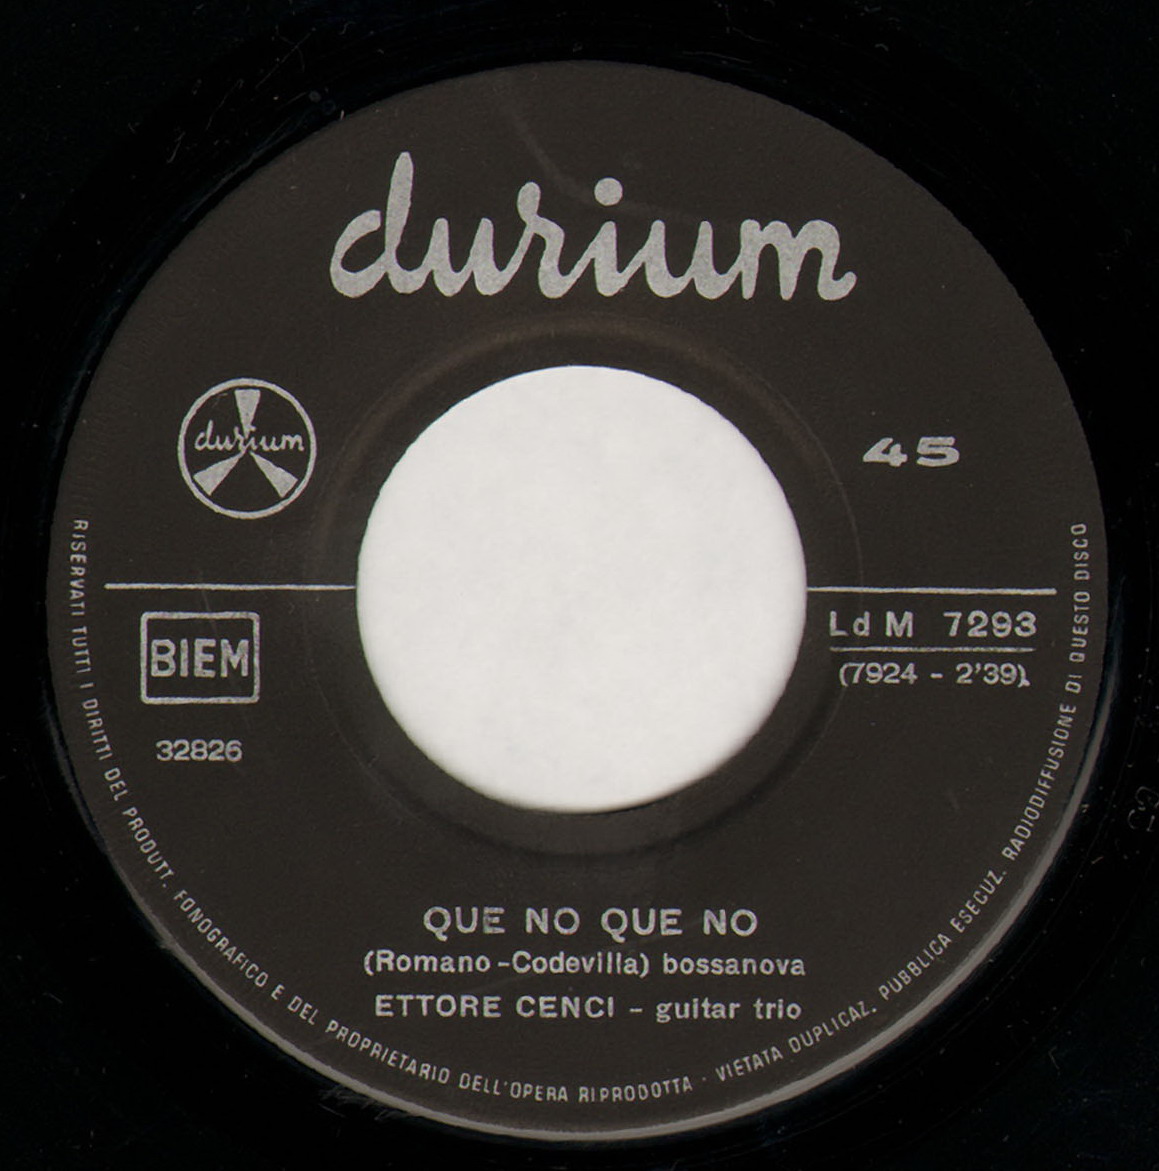 durium
durium
45
BIEM
32826
Ld M 7293
(7924 - 2'39)
QUE NO QUE NO
(Romano-Codevilla) bossanova
ETTORE CENCI - guitar trio
RISERVATI TUTTI I DIRITTI DEL PRODUTT. FONOGRAFICO E DEL PROPRIETARIO DELL'OPERA RIPRODOTTA · VIETATA DUPLICAZ. PUBBLICA ESECUZ. RADIODIFFUSIONE DI QUESTO DISCO